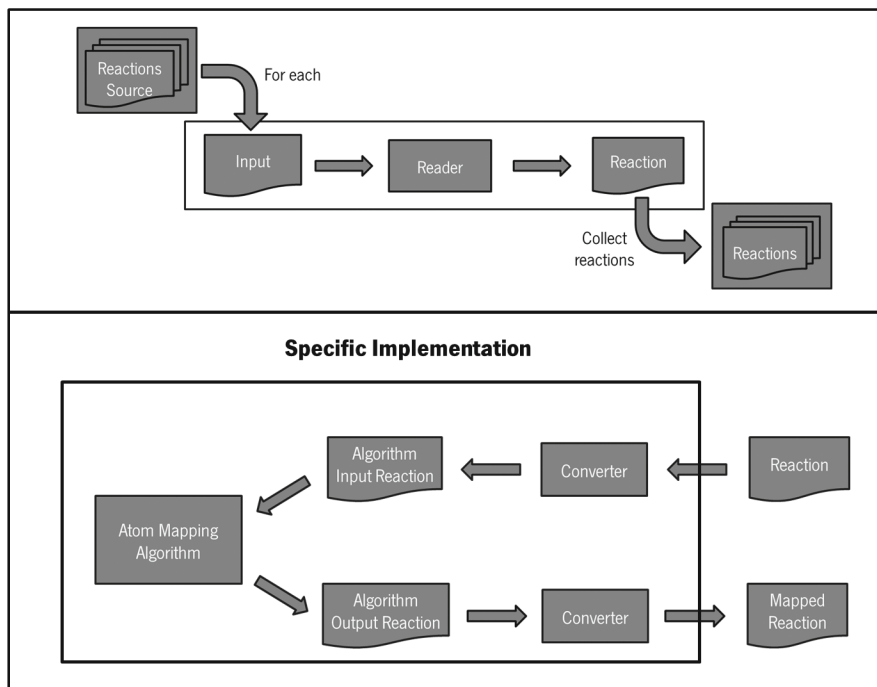 Reactions
Source
For each
Input
Reader
Reaction
Collect
reactions
Reactions
Specific Implementation
Algorithm
Input Reaction
Converter
Reaction
Atom Mapping
Algorithm
Algorithm
Output Reaction
Converter
Mapped
Reaction